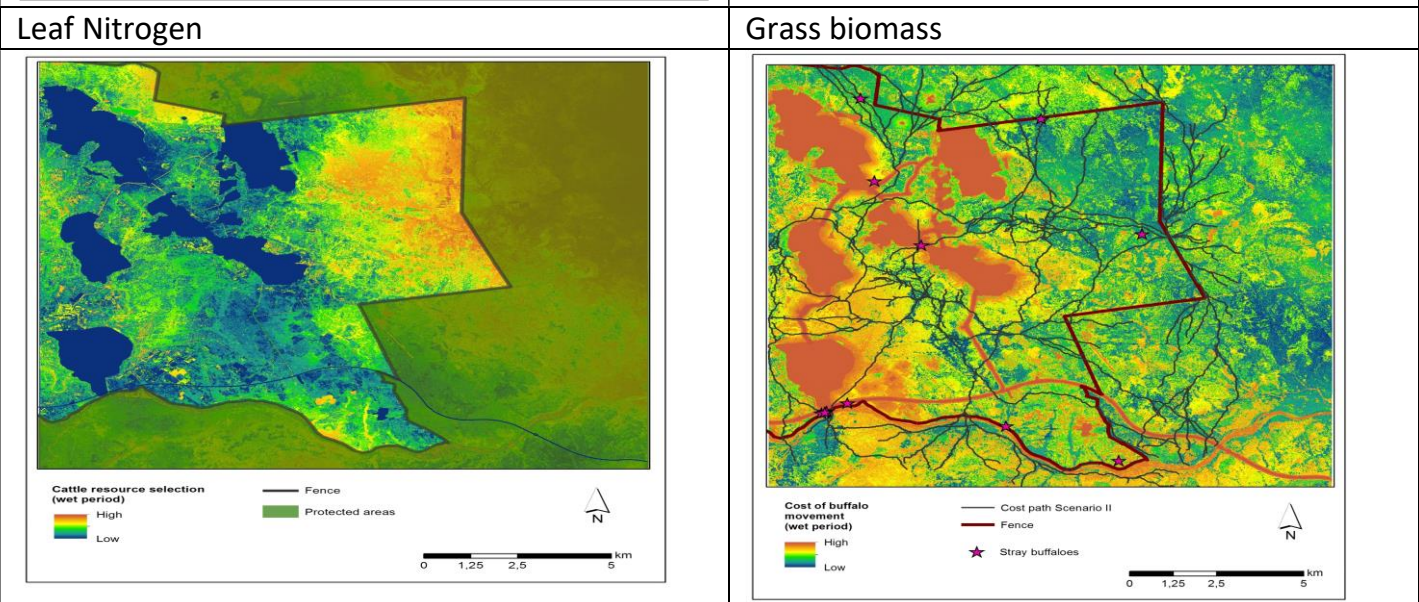 Leaf Nitrogen
Grass biomass
Cattle resource selection
(wet period)
High
Low
Fence
Protected areas
N
km
0 1,25 2,5 5
Cost of buffalo
movement
(wet period)
High
Low
Cost path Scenario II
Fence
Stray buffaloes
N
km
0 1,25 2,5 5